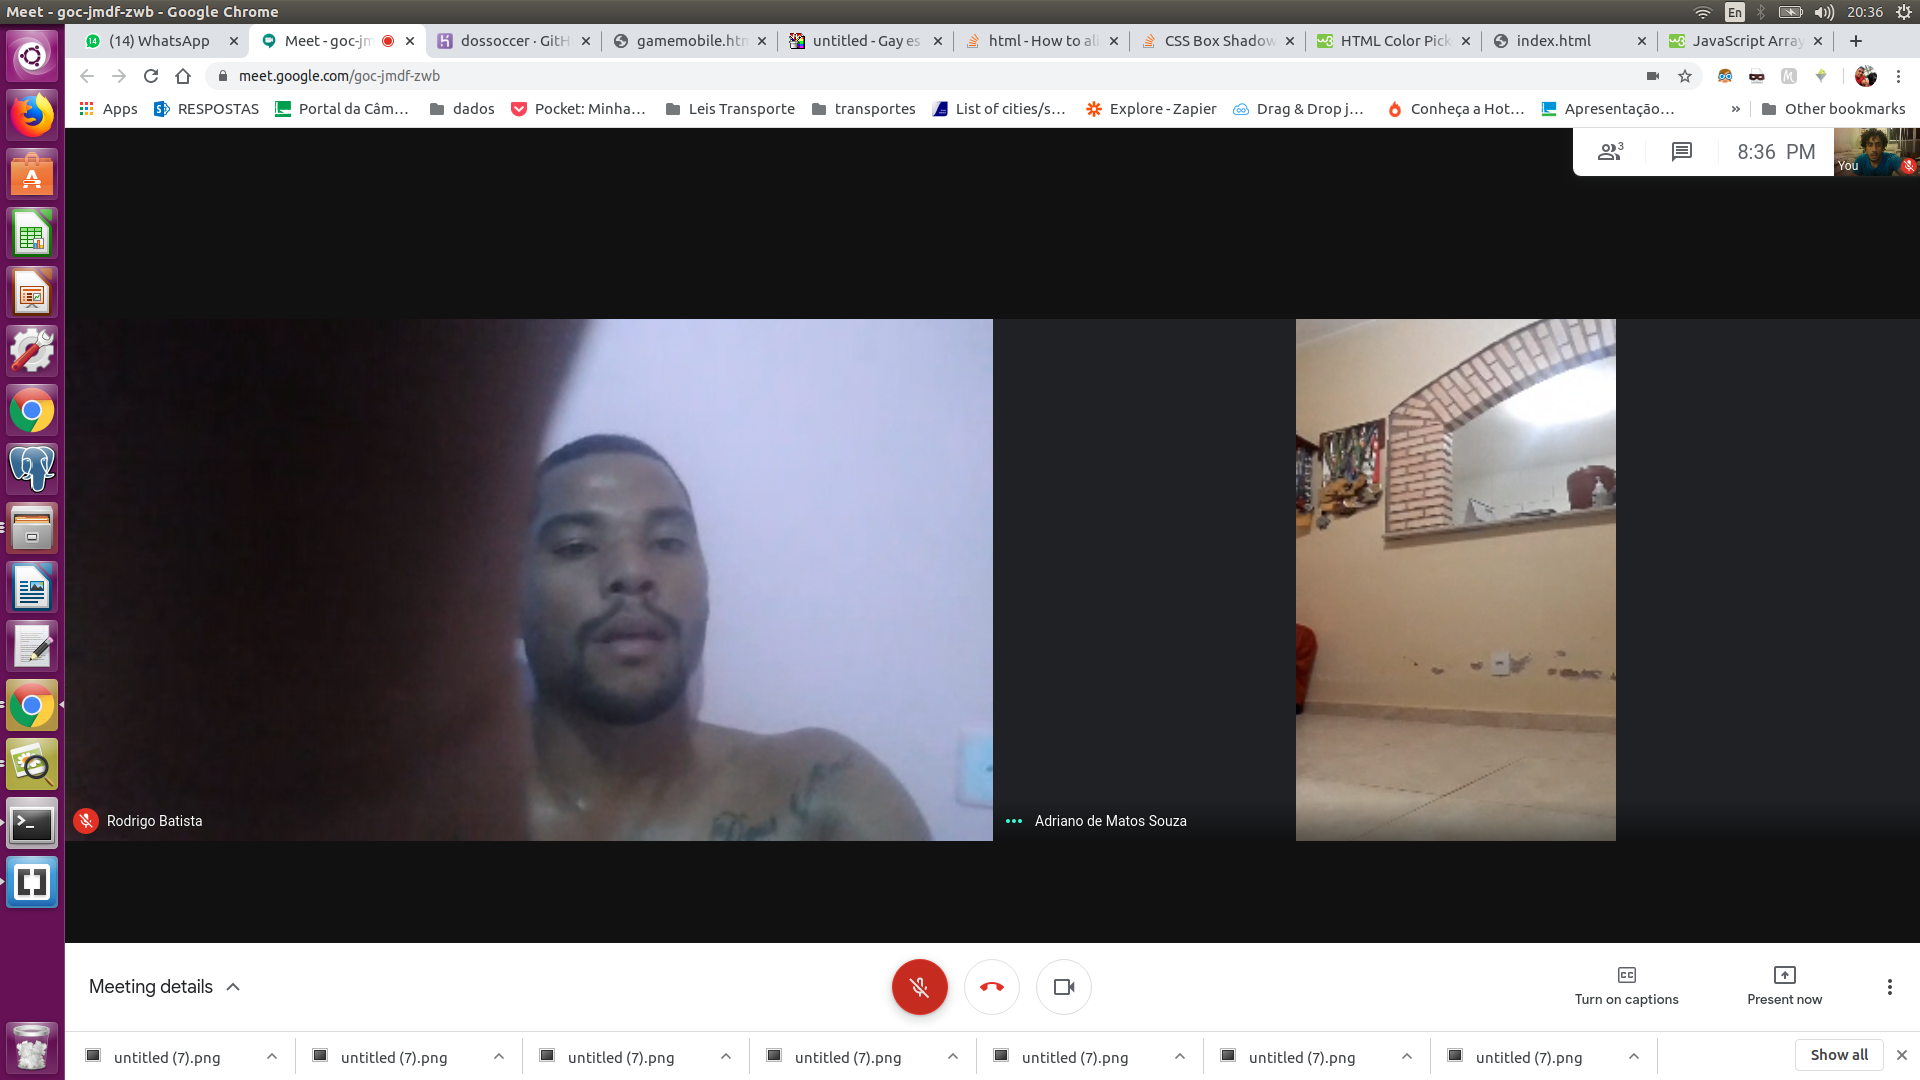 Meet - goc-jmdf-zwb - Google Chrome
En
20:36
(14) WhatsApp
Meet - goc-jm
dossoccer · GitH
gamemobile.htm
untitled - Gay es
html - How to ali
CSS Box Shadow
HTML Color Pick
index.html
JavaScript Array
meet.google.com/goc-jmdf-zwb
Apps
RESPOSTAS
Portal da Câm...
dados
Pocket: Minha...
Leis Transporte
transportes
List of cities/s...
Explore - Zapier
Drag & Drop j...
Conheça a Hot...
Apresentação...
»
Other bookmarks
3
8:36 PM
You
Rodrigo Batista
Adriano de Matos Souza
Meeting details
Turn on captions
Present now
untitled (7).png
untitled (7).png
untitled (7).png
untitled (7).png
untitled (7).png
untitled (7).png
untitled (7).png
Show all